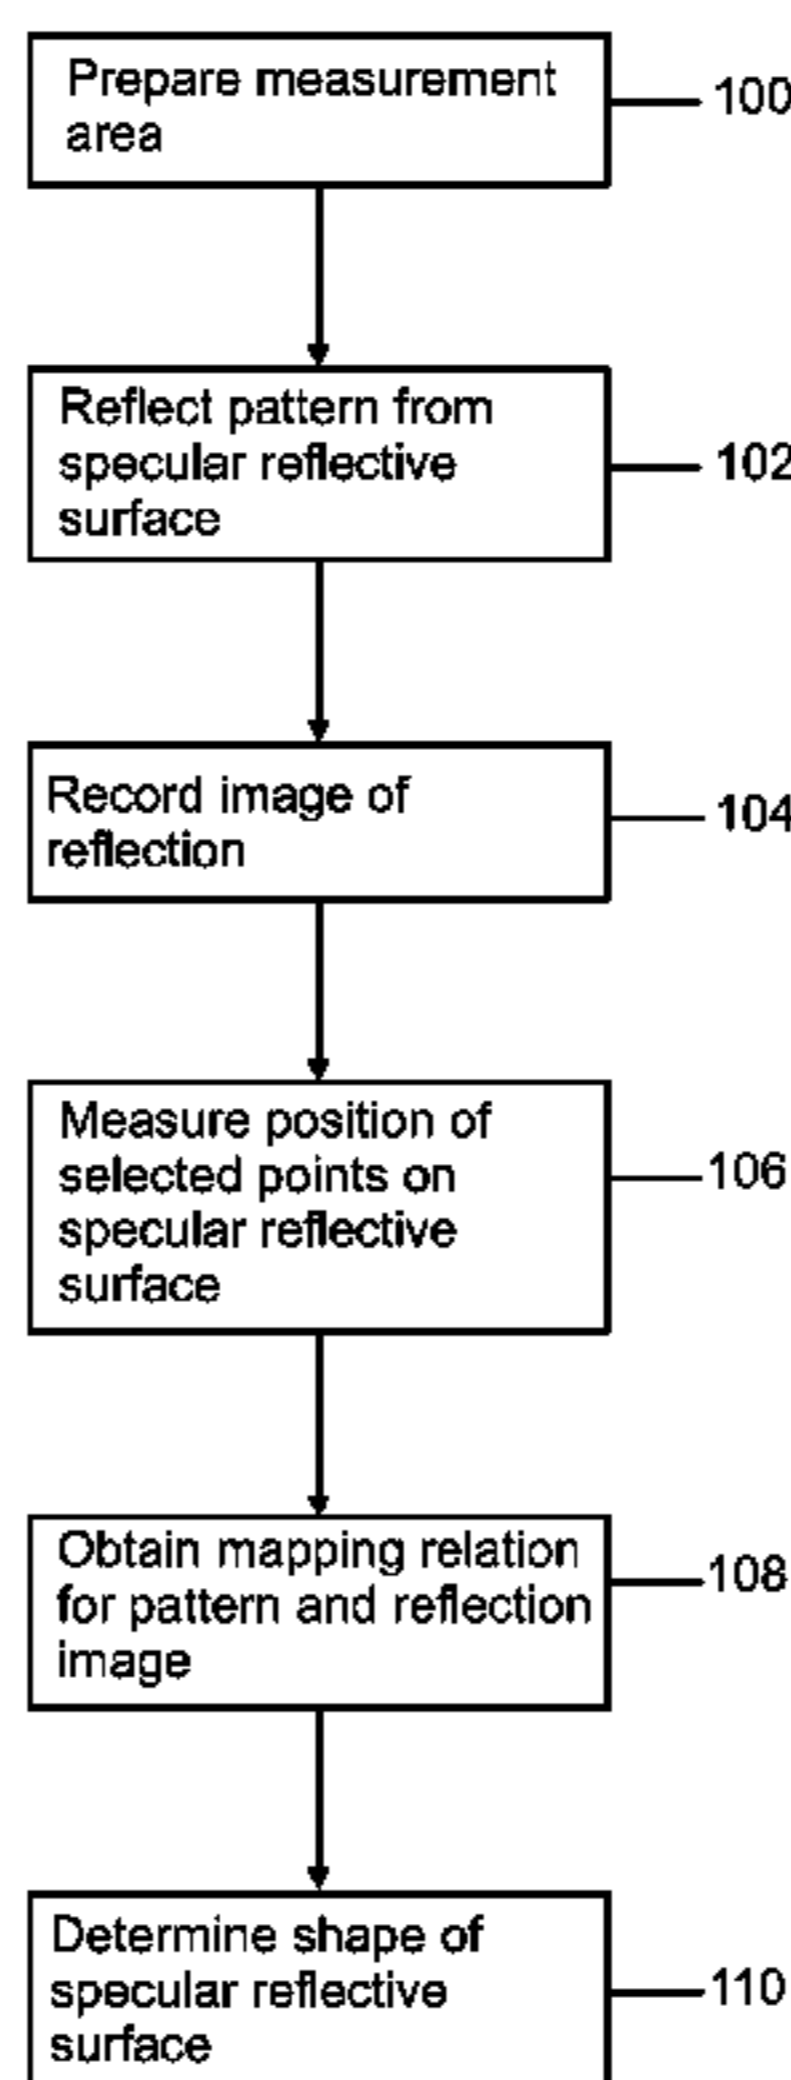 Prepare measurement
area
100
Reflect pattern from
specular reflective
surface
102
Record image of
reflection
104
Measure position of
selected points on
specular reflective
surface
106
Obtain mapping relation
for pattern and reflection
image
108
Determine shape of
specular reflective
surface
110